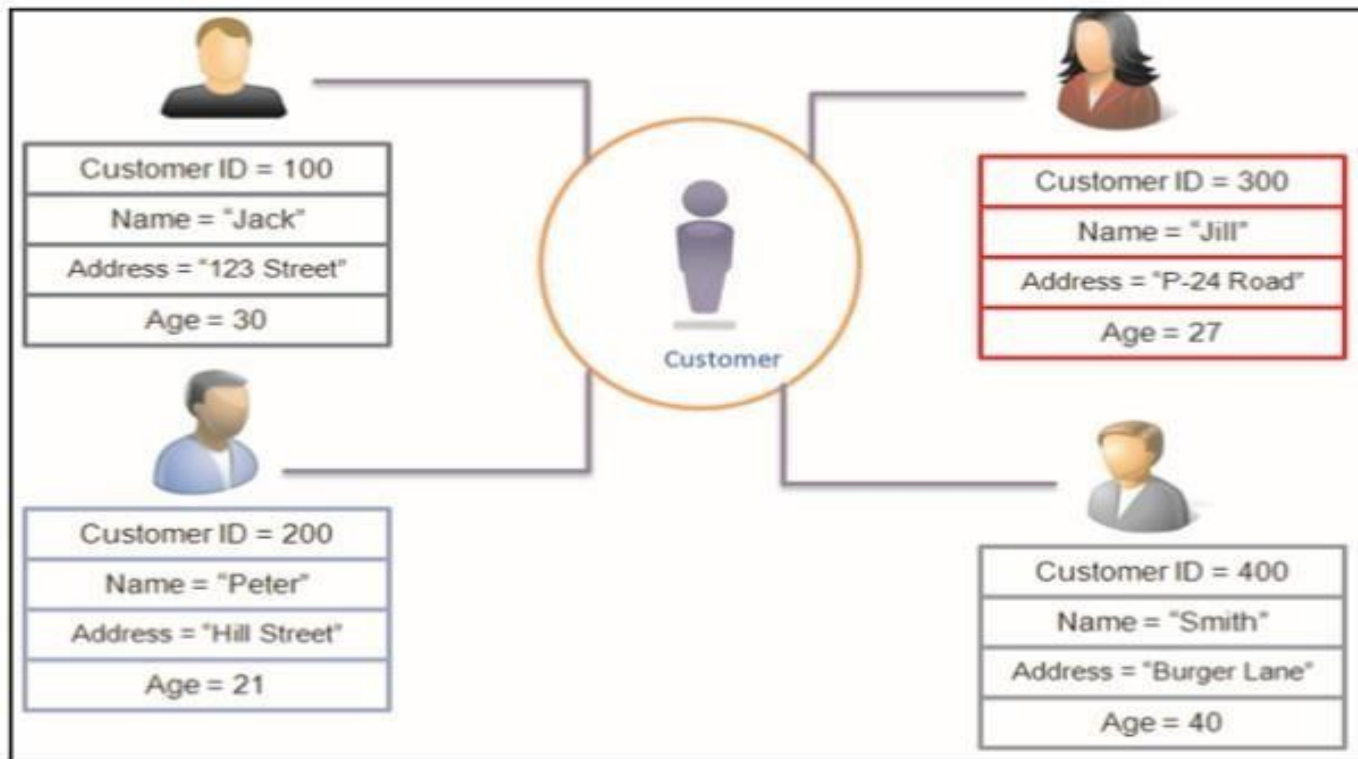 Customer ID = 100
Name = “Jack”
Address = “123 Street”
Age = 30
Customer ID = 300
Name = “Jill”
Address = “P-24 Road”
Age = 27
Customer
Customer ID = 200
Name = “Peter”
Address = “Hill Street”
Age = 21
Customer ID = 400
Name = “Smith”
Address = “Burger Lane”
Age = 40